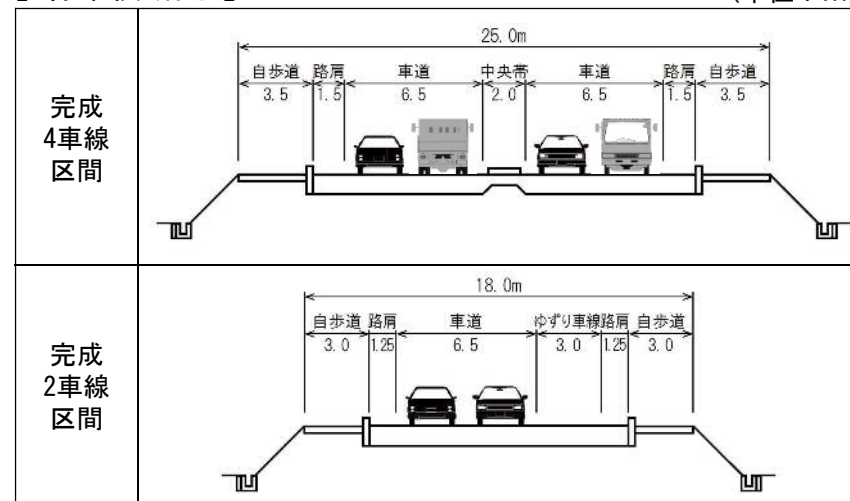 完成
4車線
区間
25.0m
自歩道 路肩 車道 中央帯 車道 路肩 自歩道
3.5 1.5 6.5 2.0 6.5 1.5 3.5
完成
2車線
区間
18.0m
自歩道 路肩 車道 ゆずり車線 路肩 自歩道
3.0 1.25 6.5 3.0 1.25 3.0